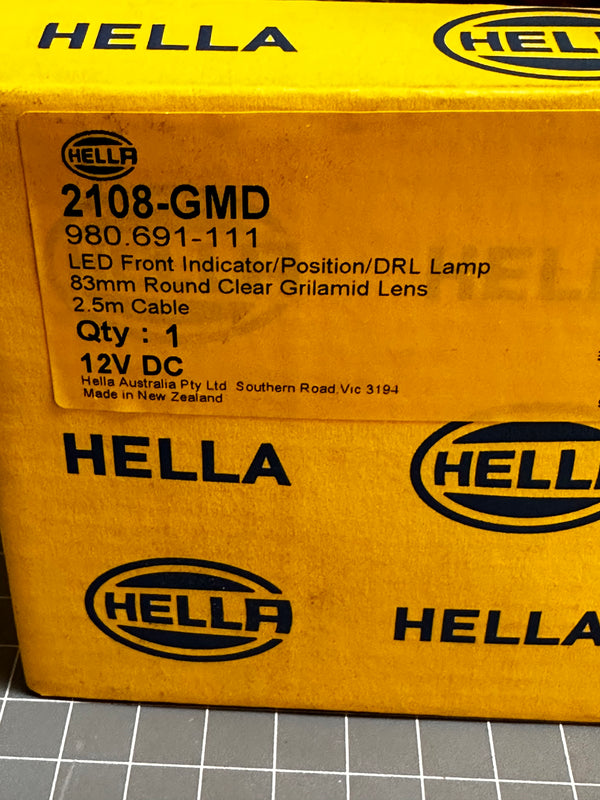 HELLA
HELL
HELLA
2108-GMD
980.691-111
LED Front Indicator/Position/DRL Lamp
83mm Round Clear Grilamid Lens
2.5m Cable
Qty : 1
12V DC
Hella Australia Pty Ltd Southern Road,Vic 3194
Made in New Zealand
HELLA
HELL
HELLA
HELLA